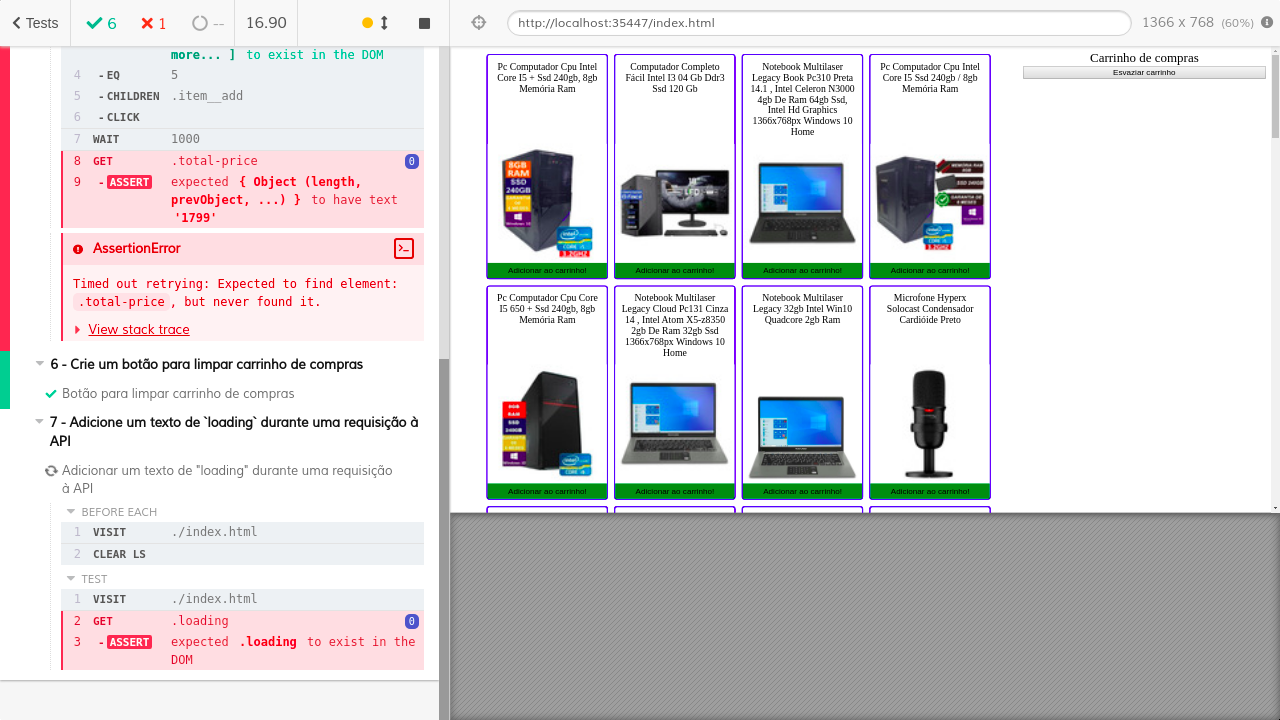 Tests
6
1
--
16.90
http://localhost:35447/index.html
1366 x 768 (60%)
more... ] to exist in the DOM
4 - EQ 5
5 - CHILDREN .item__add
6 - CLICK
7 WAIT 1000
8 GET .total-price 0
9 - ASSERT expected { Object (length,
prevObject, ...) } to have text
'1799'
AssertionError
Timed out retrying: Expected to find element:
.total-price, but never found it.
View stack trace
6 - Crie um botão para limpar carrinho de compras
Botão para limpar carrinho de compras
7 - Adicione um texto de `loading` durante uma requisição à
API
Adicionar um texto de "loading" durante uma requisição
à API
BEFORE EACH
1 VISIT ./index.html
2 CLEAR LS
TEST
1 VISIT ./index.html
2 GET .loading 0
3 - ASSERT expected .loading to exist in the
DOM
Pc Computador Cpu Intel
Core I5 + Ssd 240gb, 8gb
Memória Ram
Adicionar ao carrinho!
Computador Completo
Fácil Intel I3 04 Gb Ddr3
Ssd 120 Gb
Adicionar ao carrinho!
Notebook Multilaser
Legacy Book Pc310 Preta
14.1 , Intel Celeron N3000
4gb De Ram 64gb Ssd,
Intel Hd Graphics
1366x768px Windows 10
Home
Adicionar ao carrinho!
Pc Computador Cpu Intel
Core I5 Ssd 240gb / 8gb
Memória Ram
Adicionar ao carrinho!
Pc Computador Cpu Core
I5 650 + Ssd 240gb, 8gb
Memória Ram
Adicionar ao carrinho!
Notebook Multilaser
Legacy Cloud Pc131 Cinza
14 , Intel Atom X5-z8350
2gb De Ram 32gb Ssd
1366x768px Windows 10
Home
Adicionar ao carrinho!
Notebook Multilaser
Legacy 32gb Intel Win10
Quadcore 2gb Ram
Adicionar ao carrinho!
Microfone Hyperx
Solocast Condensador
Cardióide Preto
Adicionar ao carrinho!
Carrinho de compras
Esvaziar carrinho
8GB
RAM
SSD
240GB